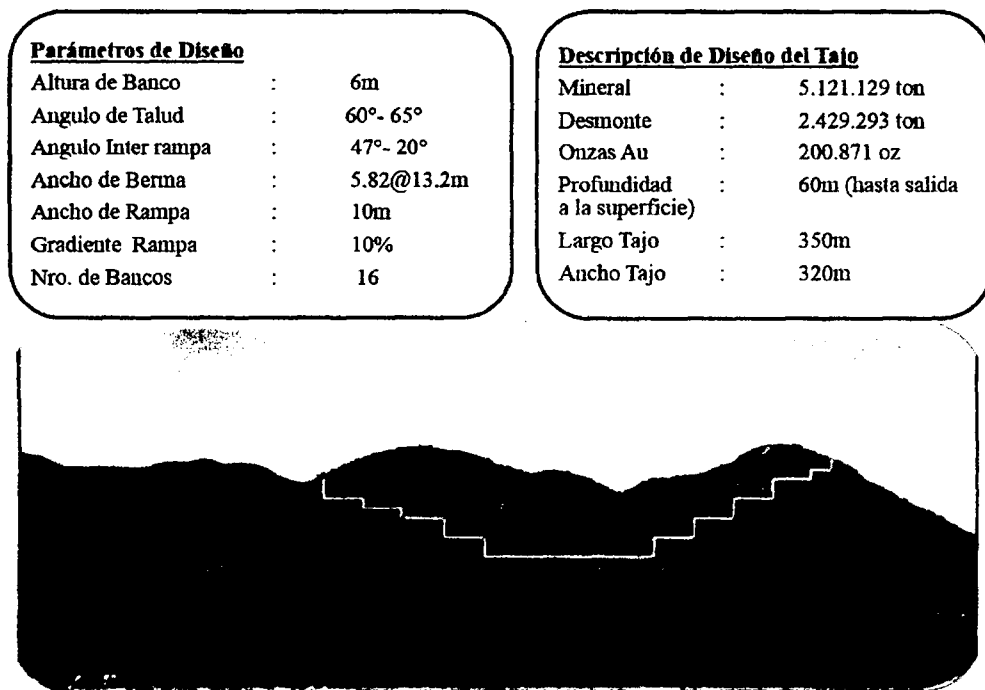 Parámetros de Diseño
Altura de Banco : 6m
Angulo de Talud : 60°- 65°
Angulo Inter rampa : 47°- 20°
Ancho de Berma : 5.82@13.2m
Ancho de Rampa : 10m
Gradiente Rampa : 10%
Nro. de Bancos : 16
Descripción de Diseño del Tajo
Mineral : 5.121.129 ton
Desmonte : 2.429.293 ton
Onzas Au : 200.871 oz
Profundidad : 60m (hasta salida
a la superficie)
Largo Tajo : 350m
Ancho Tajo : 320m